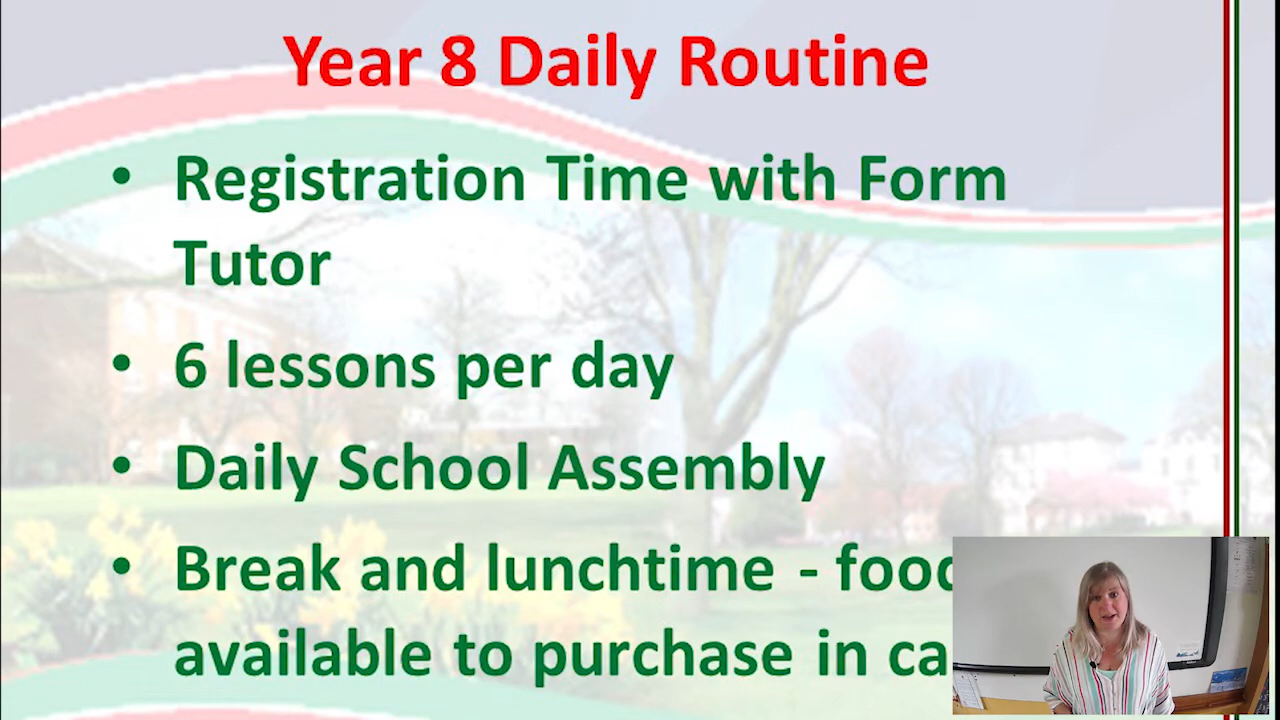 Year 8 Daily Routine
• Registration Time with Form
Tutor
• 6 lessons per day
• Daily School Assembly
• Break and lunchtime -
available to purchase in